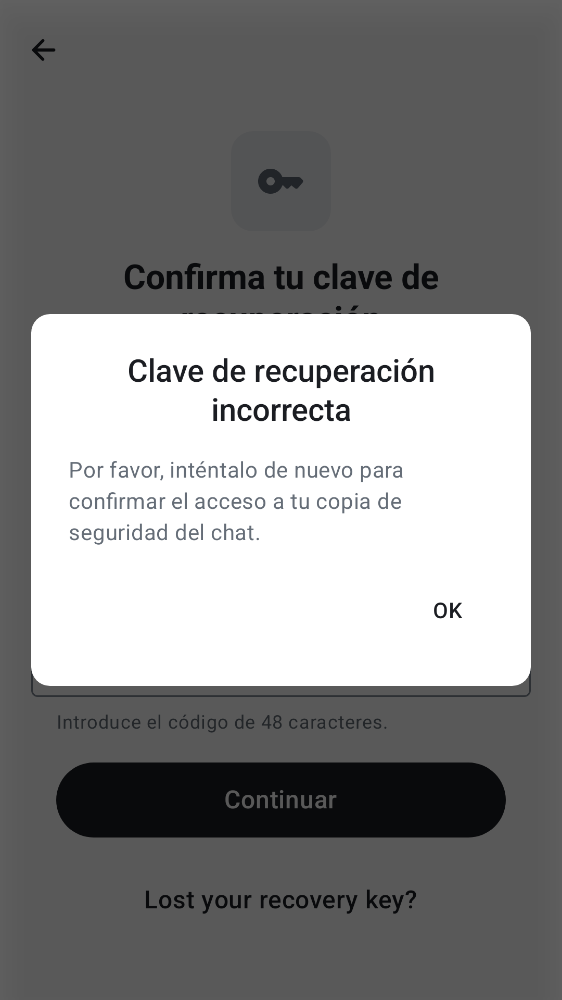 Confirma tu clave de
recuperación
Clave de recuperación
incorrecta
Por favor, inténtalo de nuevo para
confirmar el acceso a tu copia de
seguridad del chat.
OK
Introduce el código de 48 caracteres.
Continuar
Lost your recovery key?